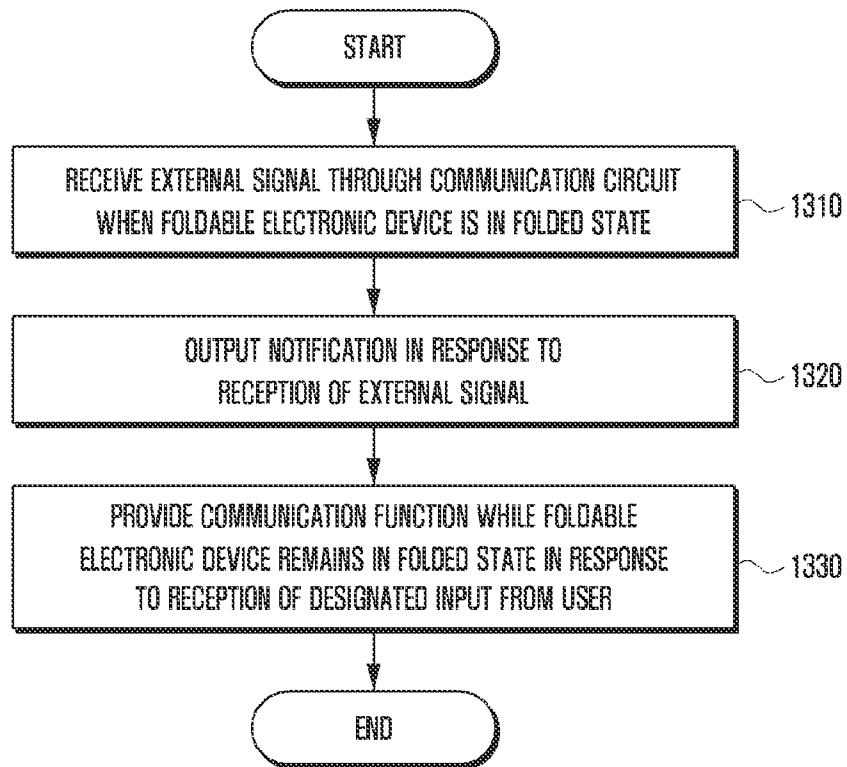 START
RECEIVE EXTERNAL SIGNAL THROUGH COMMUNICATION CIRCUIT
WHEN FOLDABLE ELECTRONIC DEVICE IS IN FOLDED STATE
1310
OUTPUT NOTIFICATION IN RESPONSE TO
RECEPTION OF EXTERNAL SIGNAL
1320
PROVIDE COMMUNICATION FUNCTION WHILE FOLDABLE
ELECTRONIC DEVICE REMAINS IN FOLDED STATE IN RESPONSE
TO RECEPTION OF DESIGNATED INPUT FROM USER
1330
END